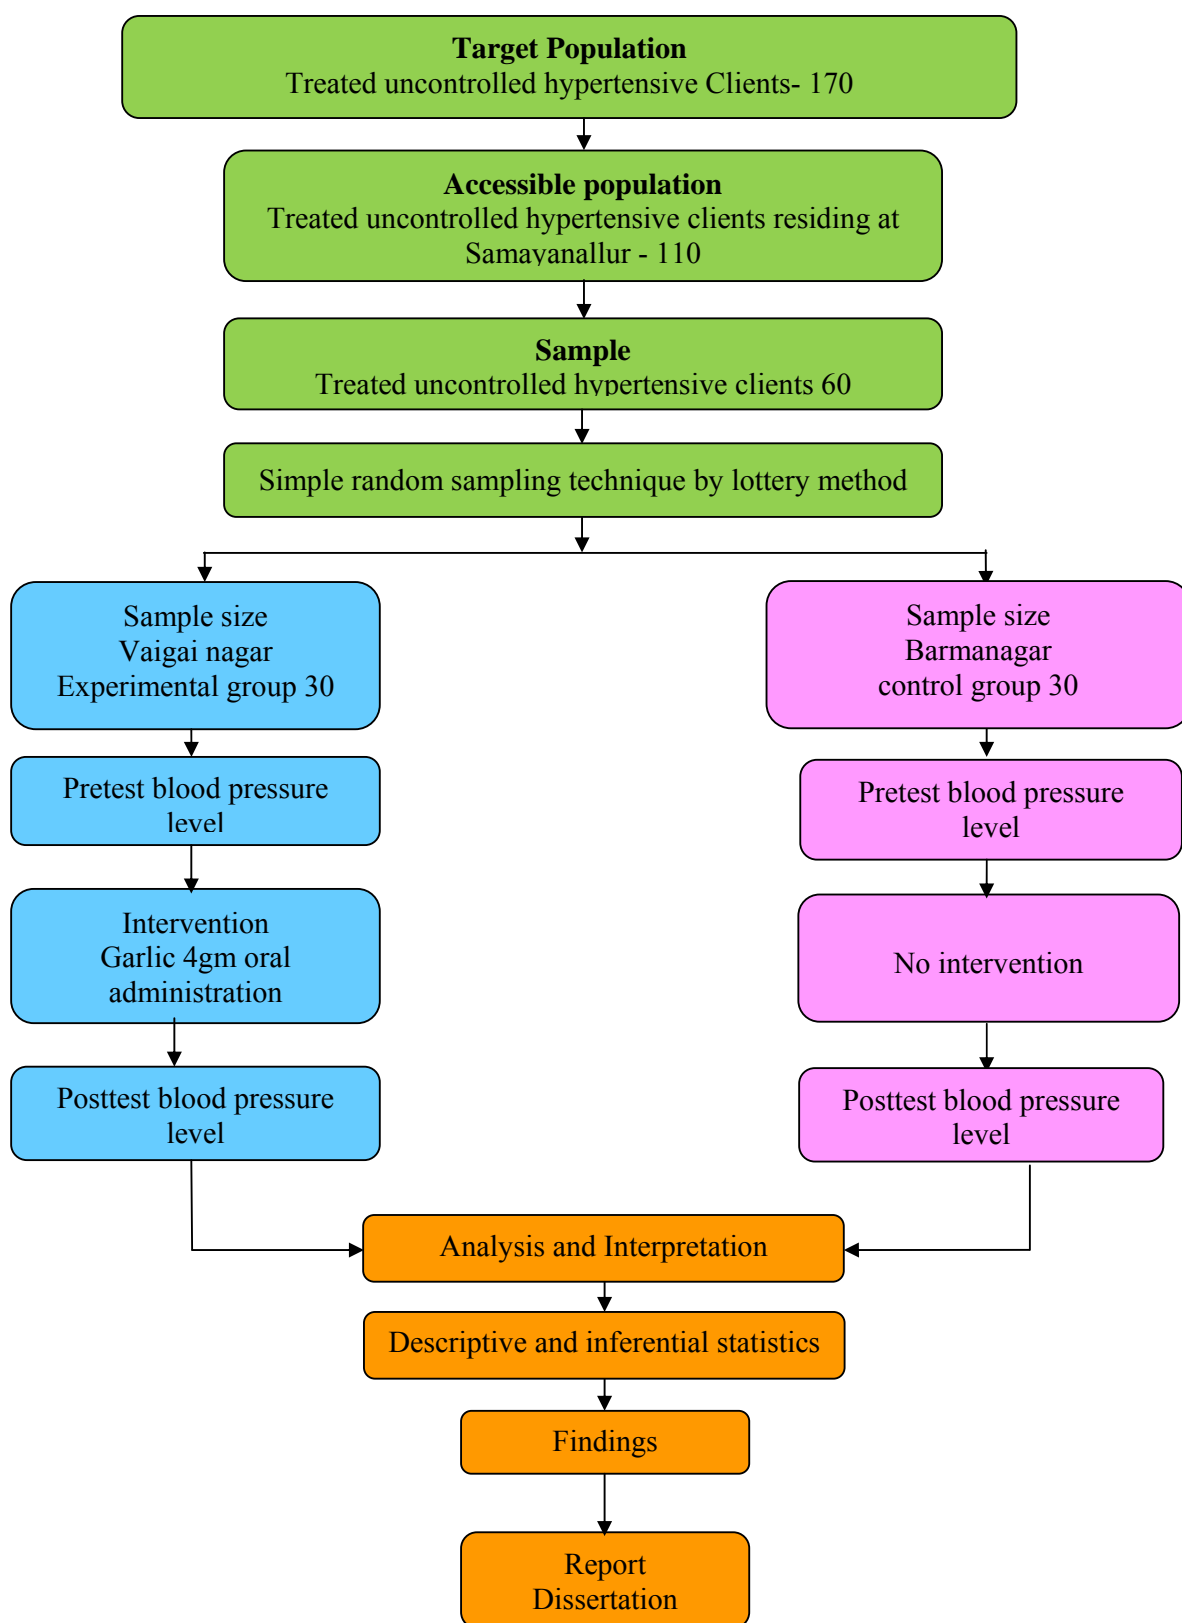 Target Population
Treated uncontrolled hypertensive Clients- 170
Accessible population
Treated uncontrolled hypertensive clients residing at
Samayanallur - 110
Sample
Treated uncontrolled hypertensive clients 60
Simple random sampling technique by lottery method
Sample size
Vaigai nagar
Experimental group 30
Sample size
Barmanagar
control group 30
Pretest blood pressure
level
Pretest blood pressure
level
Intervention
Garlic 4gm oral
administration
No intervention
Posttest blood pressure
level
Posttest blood pressure
level
Analysis and Interpretation
Descriptive and inferential statistics
Findings
Report
Dissertation